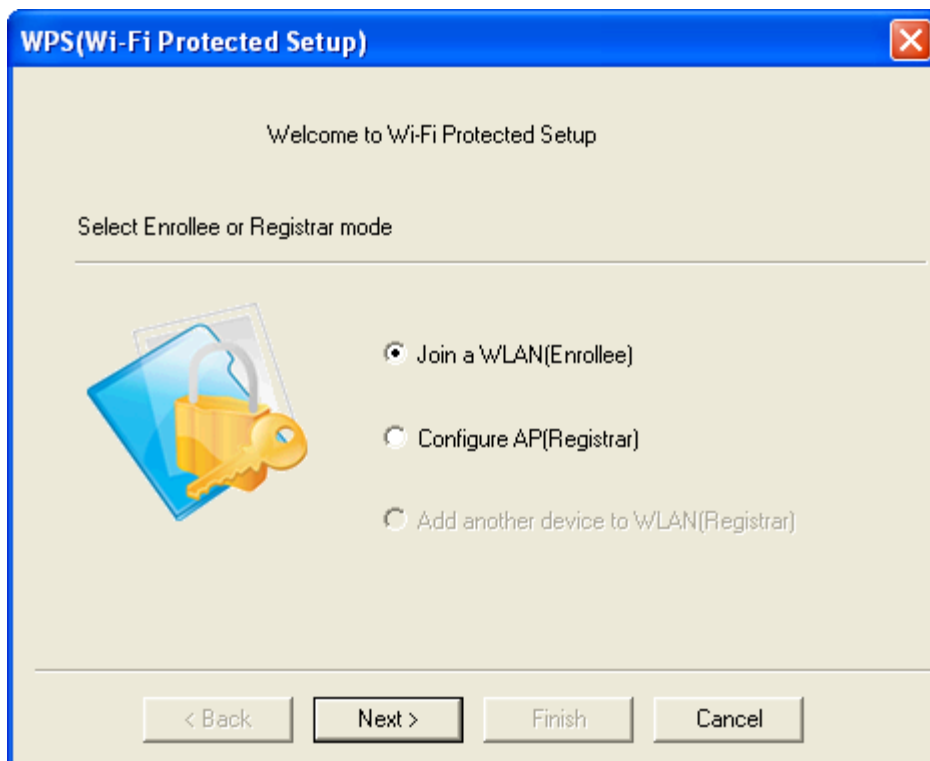 WPS(Wi-Fi Protected Setup)
Welcome to Wi-Fi Protected Setup
Select Enrollee or Registrar mode
Join a WLAN(Enrollee)
Configure AP(Registrar)
Add another device to WLAN(Registrar)
< Back
Next >
Finish
Cancel